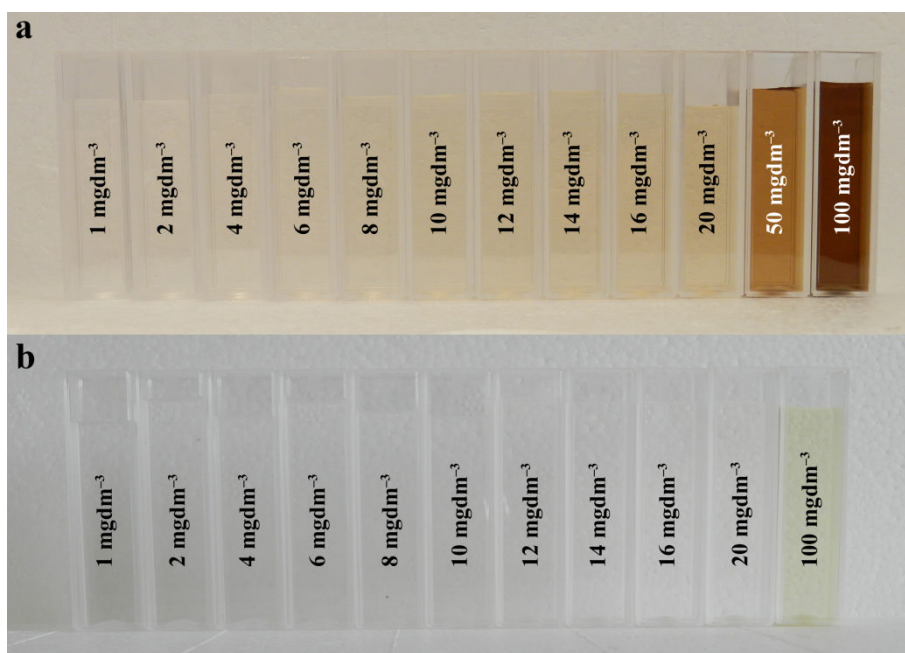 a
1 mgdm⁻³
2 mgdm⁻³
4 mgdm⁻³
6 mgdm⁻³
8 mgdm⁻³
10 mgdm⁻³
12 mgdm⁻³
14 mgdm⁻³
16 mgdm⁻³
20 mgdm⁻³
50 mgdm⁻³
100 mgdm⁻³
b
1 mgdm⁻³
2 mgdm⁻³
4 mgdm⁻³
6 mgdm⁻³
8 mgdm⁻³
10 mgdm⁻³
12 mgdm⁻³
14 mgdm⁻³
16 mgdm⁻³
20 mgdm⁻³
100 mgdm⁻³